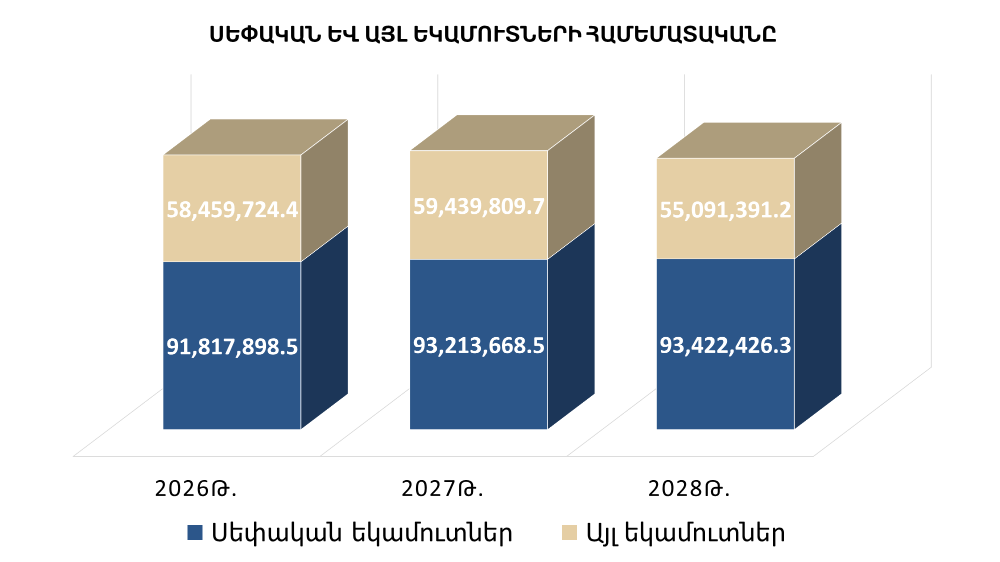 ՍԵՓԱԿԱՆ ԵՎ ԱՅԼ ԵԿԱՄՈՒՏՆԵՐԻ ՀԱՄԵՄԱՏԱԿԱՆԸ
58,459,724.4
59,439,809.7
55,091,391.2
91,817,898.5
93,213,668.5
93,422,426.3
2026Թ.
2027Թ.
2028Թ.
Սեփական եկամուտներ
Այլ եկամուտներ